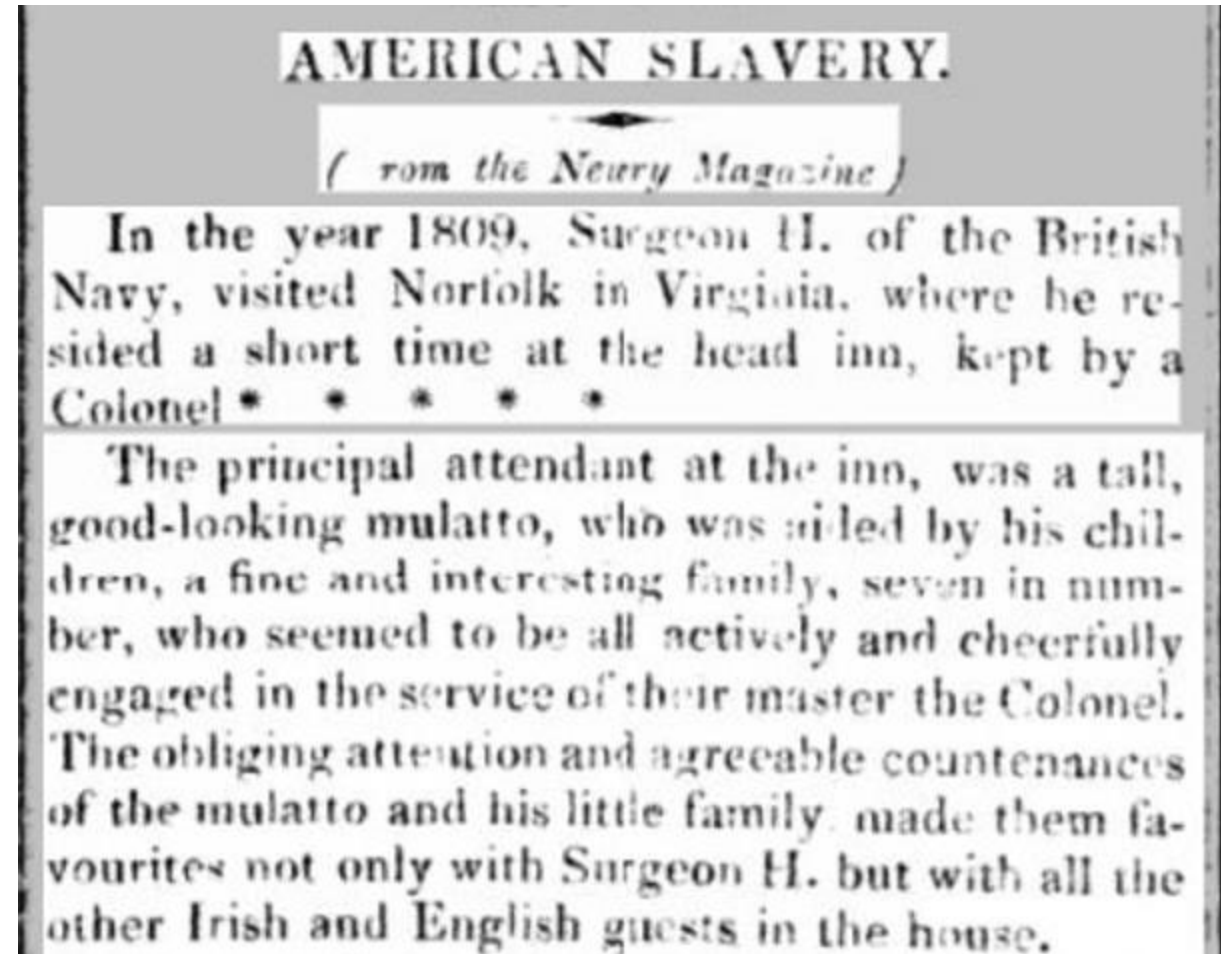 AMERICAN SLAVERY.
( rom the Newry Magazine )
In the year 1809, Surgeon H. of the British
Navy, visited Norfolk in Virginia, where he re-
sided a short time at the head inn, kept by a
Colonel * * * * *
The principal attendant at the inn, was a tall,
good-looking mulatto, who was aided by his chil-
dren, a fine and interesting family, seven in num-
ber, who seemed to be all actively and cheerfully
engaged in the service of their master the Colonel.
The obliging attention and agreeable countenances
of the mulatto and his little family made them fa-
vourites not only with Surgeon H. but with all the
other Irish and English guests in the house.